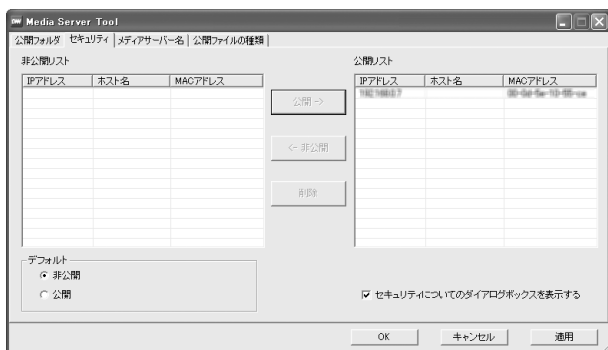 Media Server Tool
公開フォルダ セキュリティ メディアサーバー名 公開ファイルの種類
非公開リスト
IPアドレス ホスト名 MACアドレス
公開->
<- 非公開
削除
公開リスト
IPアドレス ホスト名 MACアドレス
デフォルト
非公開
公開
セキュリティについてのダイアログボックスを表示する
OK キャンセル 適用